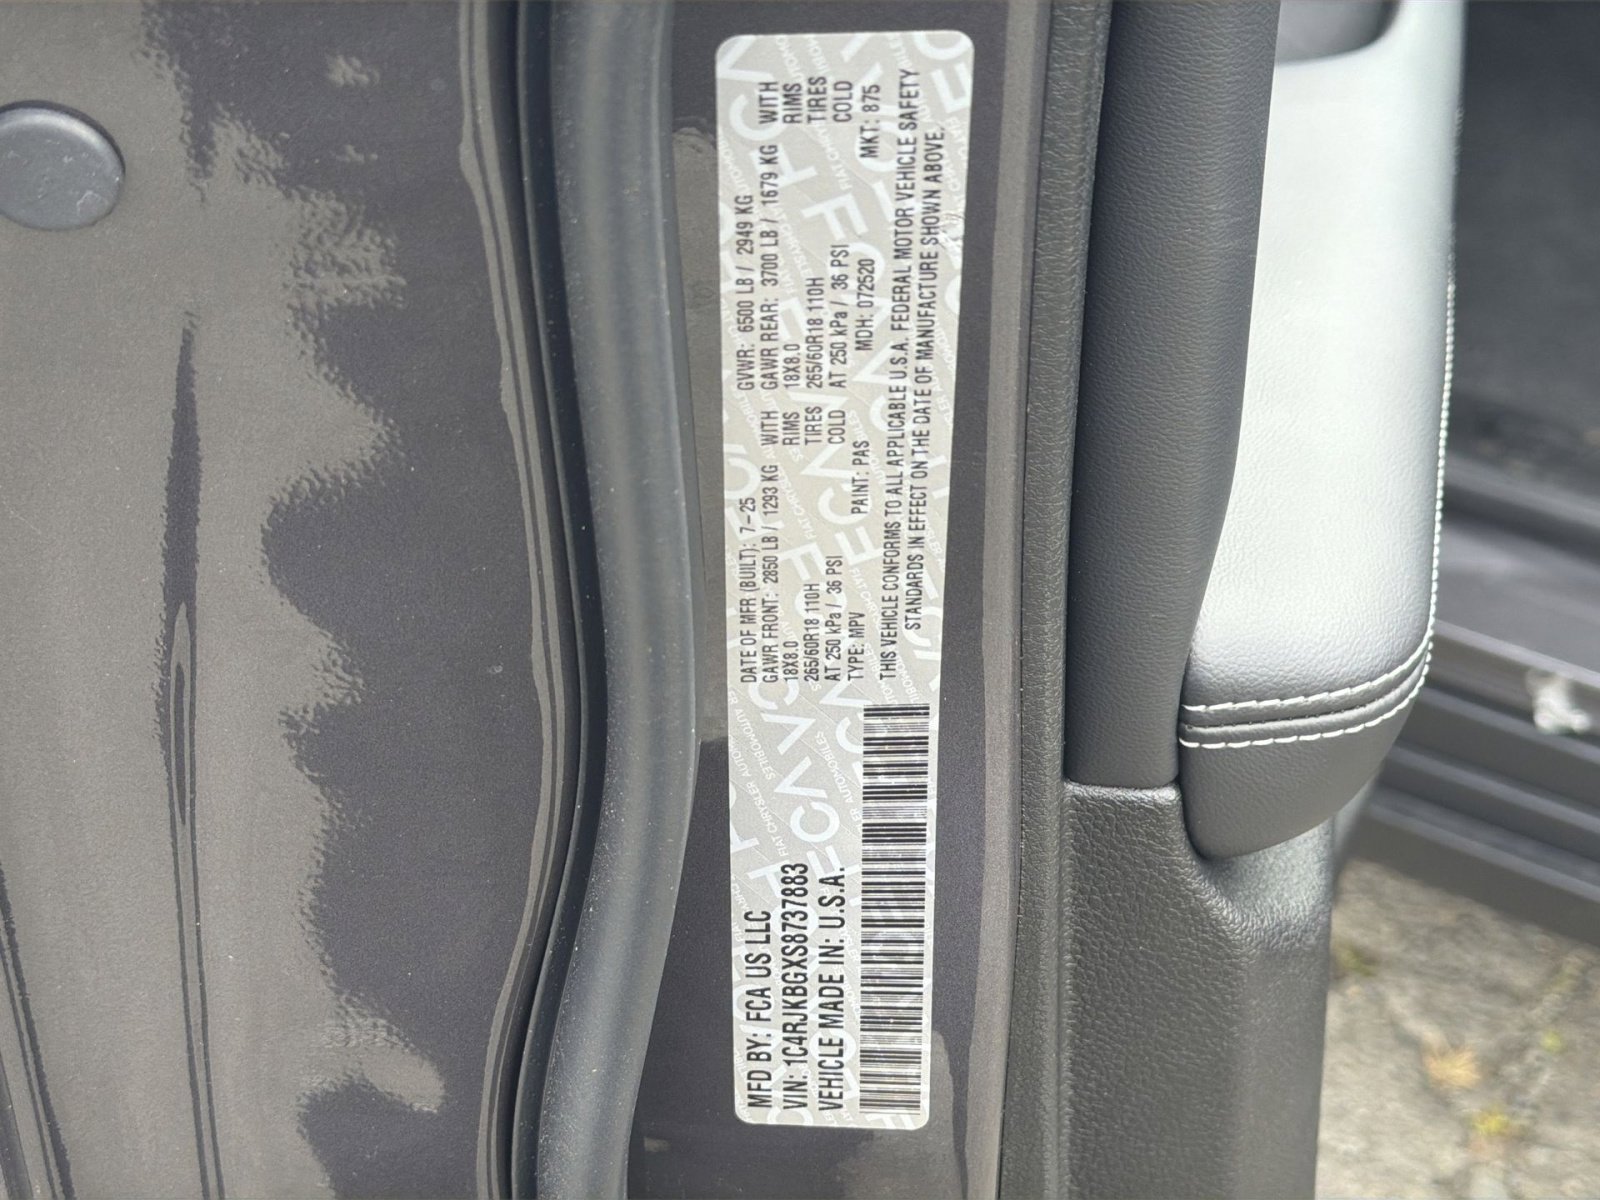 MFD BY: FCA US LLC
VIN: 1C4RJKBGXS8737883
VEHICLE MADE IN: U.S.A.
DATE OF MFR (BUILT): 7-25 GVWR: 6500 LB / 2949 KG
GAWR FRONT: 2850 LB / 1293 KG WITH GAWR REAR: 3700 LB / 1679 KG WITH
18X8.0 RIMS 18X8.0 RIMS
265/60R18 110H TIRES 265/60R18 110H TIRES
AT 250 kPa / 36 PSI COLD AT 250 kPa / 36 PSI COLD
TYPE: MPV PAINT: PAS MDH: 072520 MKT: 875
THIS VEHICLE CONFORMS TO ALL APPLICABLE U.S.A. FEDERAL MOTOR VEHICLE SAFETY
STANDARDS IN EFFECT ON THE DATE OF MANUFACTURE SHOWN ABOVE.